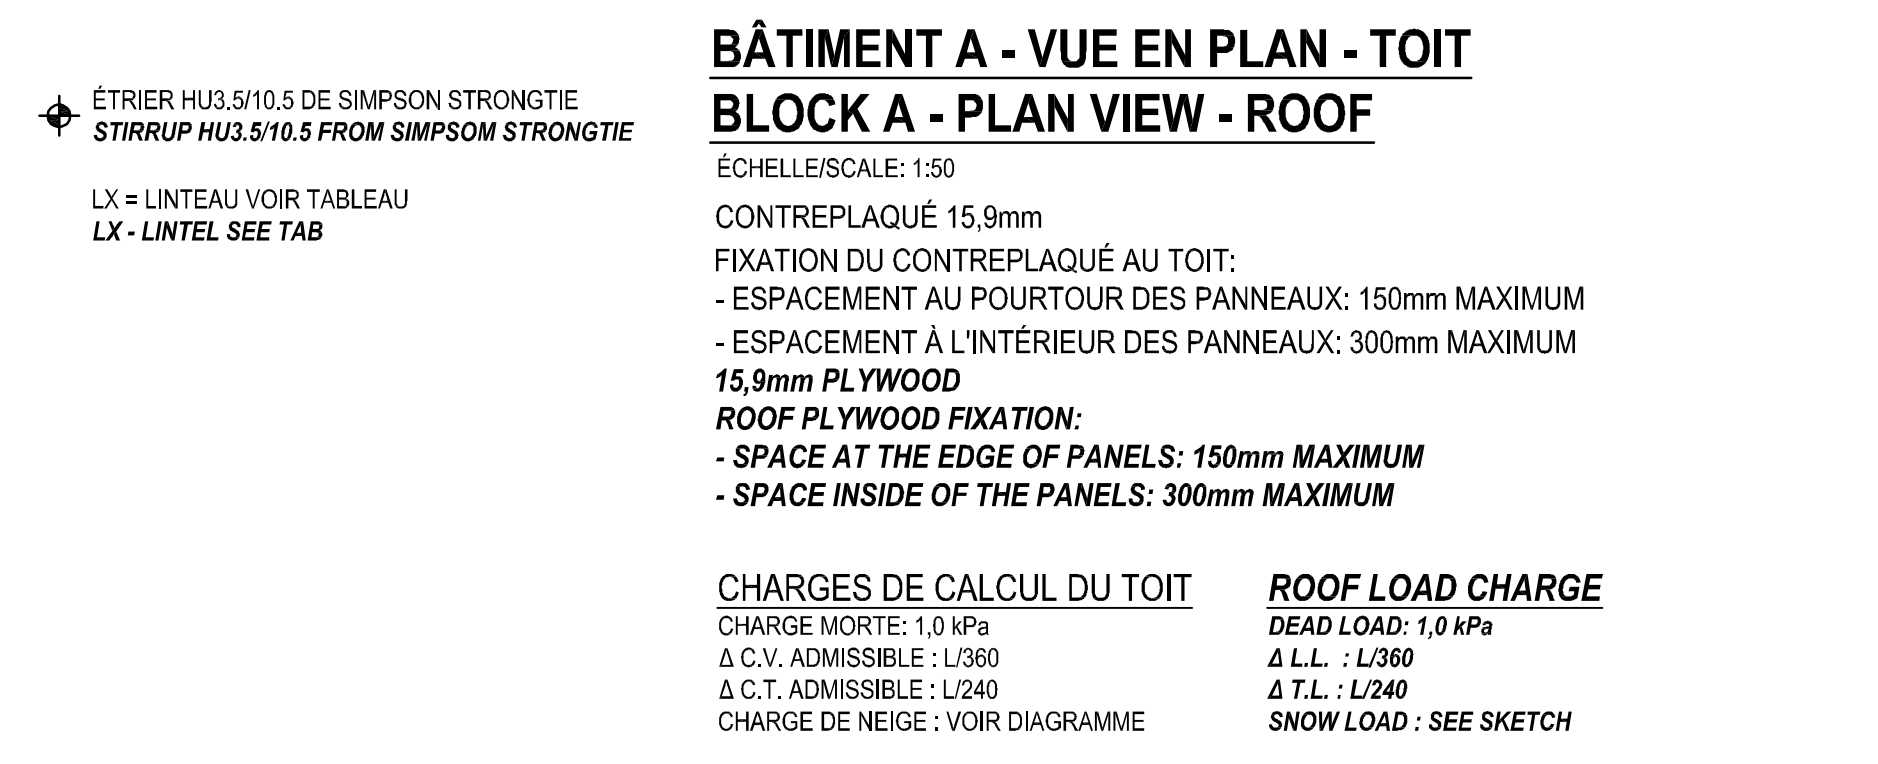 BÂTIMENT A - VUE EN PLAN - TOIT
BLOCK A - PLAN VIEW - ROOF
ÉCHELLE/SCALE: 1:50
ÉTRIER HU3.5/10.5 DE SIMPSON STRONGTIE
STIRRUP HU3.5/10.5 FROM SIMPSOM STRONGTIE
LX = LINTEAU VOIR TABLEAU
LX - LINTEL SEE TAB
CONTREPLAQUÉ 15,9mm
FIXATION DU CONTREPLAQUÉ AU TOIT:
- ESPACEMENT AU POURTOUR DES PANNEAUX: 150mm MAXIMUM
- ESPACEMENT À L'INTÉRIEUR DES PANNEAUX: 300mm MAXIMUM
15,9mm PLYWOOD
ROOF PLYWOOD FIXATION:
- SPACE AT THE EDGE OF PANELS: 150mm MAXIMUM
- SPACE INSIDE OF THE PANELS: 300mm MAXIMUM
CHARGES DE CALCUL DU TOIT
CHARGE MORTE: 1,0 kPa
Δ C.V. ADMISSIBLE : L/360
Δ C.T. ADMISSIBLE : L/240
CHARGE DE NEIGE : VOIR DIAGRAMME
ROOF LOAD CHARGE
DEAD LOAD: 1,0 kPa
Δ L.L. : L/360
Δ T.L. : L/240
SNOW LOAD : SEE SKETCH